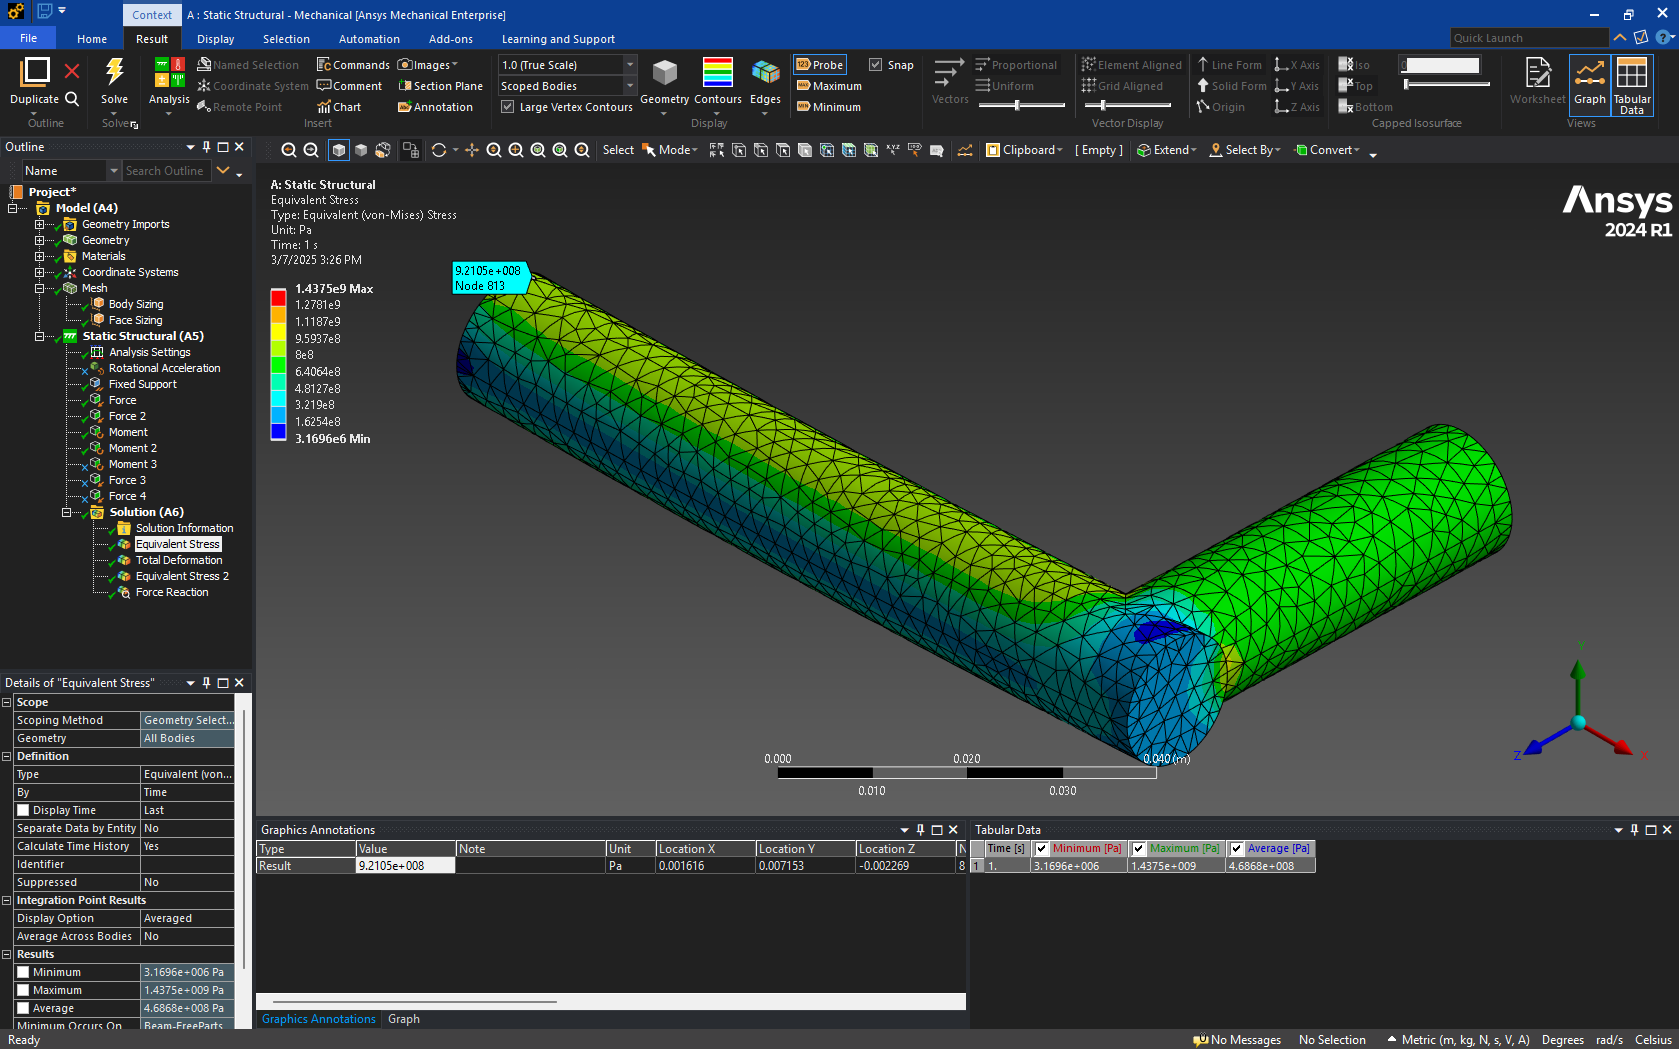 Context
A : Static Structural - Mechanical [Ansys Mechanical Enterprise]
File Home Result Display Selection Automation Add-ons Learning and Support
Quick Launch
Duplicate
Outline
Solve
Solve
Analysis
Named Selection
Coordinate System
Remote Point
Commands
Comment
Chart
Images
Section Plane
Annotation
Insert
1.0 (True Scale)
Scoped Bodies
Large Vertex Contours
Geometry
Contours
Edges
Display
Probe
Maximum
Minimum
Snap
Vectors
Proportional
Uniform
Element Aligned
Grid Aligned
Line Form
Solid Form
Origin
X Axis
Y Axis
Z Axis
Vector Display
Iso
Top
Bottom
0
Capped Isosurface
Worksheet
Graph
Tabular
Data
Views
Outline
Name Search Outline
Project*
Model (A4)
Geometry Imports
Geometry
Materials
Coordinate Systems
Mesh
Body Sizing
Face Sizing
Static Structural (A5)
Analysis Settings
Rotational Acceleration
Fixed Support
Force
Force 2
Moment
Moment 2
Moment 3
Force 3
Force 4
Solution (A6)
Solution Information
Equivalent Stress
Total Deformation
Equivalent Stress 2
Force Reaction
Select Mode Clipboard [ Empty ] Extend Select By Convert
A: Static Structural
Equivalent Stress
Type: Equivalent (von-Mises) Stress
Unit: Pa
Time: 1 s
3/7/2025 3:26 PM
1.4375e9 Max
1.2781e9
1.1187e9
9.5937e8
8e8
6.4064e8
4.8127e8
3.219e8
1.6254e8
3.1696e6 Min
9.2105e+008
Node 813
Ansys
2024 R1
0.000 0.020 0.040 (m)
0.010 0.030
Y
Z X
Details of "Equivalent Stress"
Scope
Scoping Method Geometry Select...
Geometry All Bodies
Definition
Type Equivalent (von...
By Time
Display Time Last
Separate Data by Entity No
Calculate Time History Yes
Identifier
Suppressed No
Integration Point Results
Display Option Averaged
Average Across Bodies No
Results
Minimum 3.1696e+006 Pa
Maximum 1.4375e+009 Pa
Average 4.6868e+008 Pa
Minimum Occurs On Beam-FreeParts
Graphics Annotations
Type Value Note Unit Location X Location Y Location Z N
Result 9.2105e+008 Pa 0.001616 0.007153 -0.002269 8
Graphics Annotations Graph
Tabular Data
Time [s] Minimum [Pa] Maximum [Pa] Average [Pa]
1 1. 3.1696e+006 1.4375e+009 4.6868e+008
Ready
No Messages No Selection Metric (m, kg, N, s, V, A) Degrees rad/s Celsius